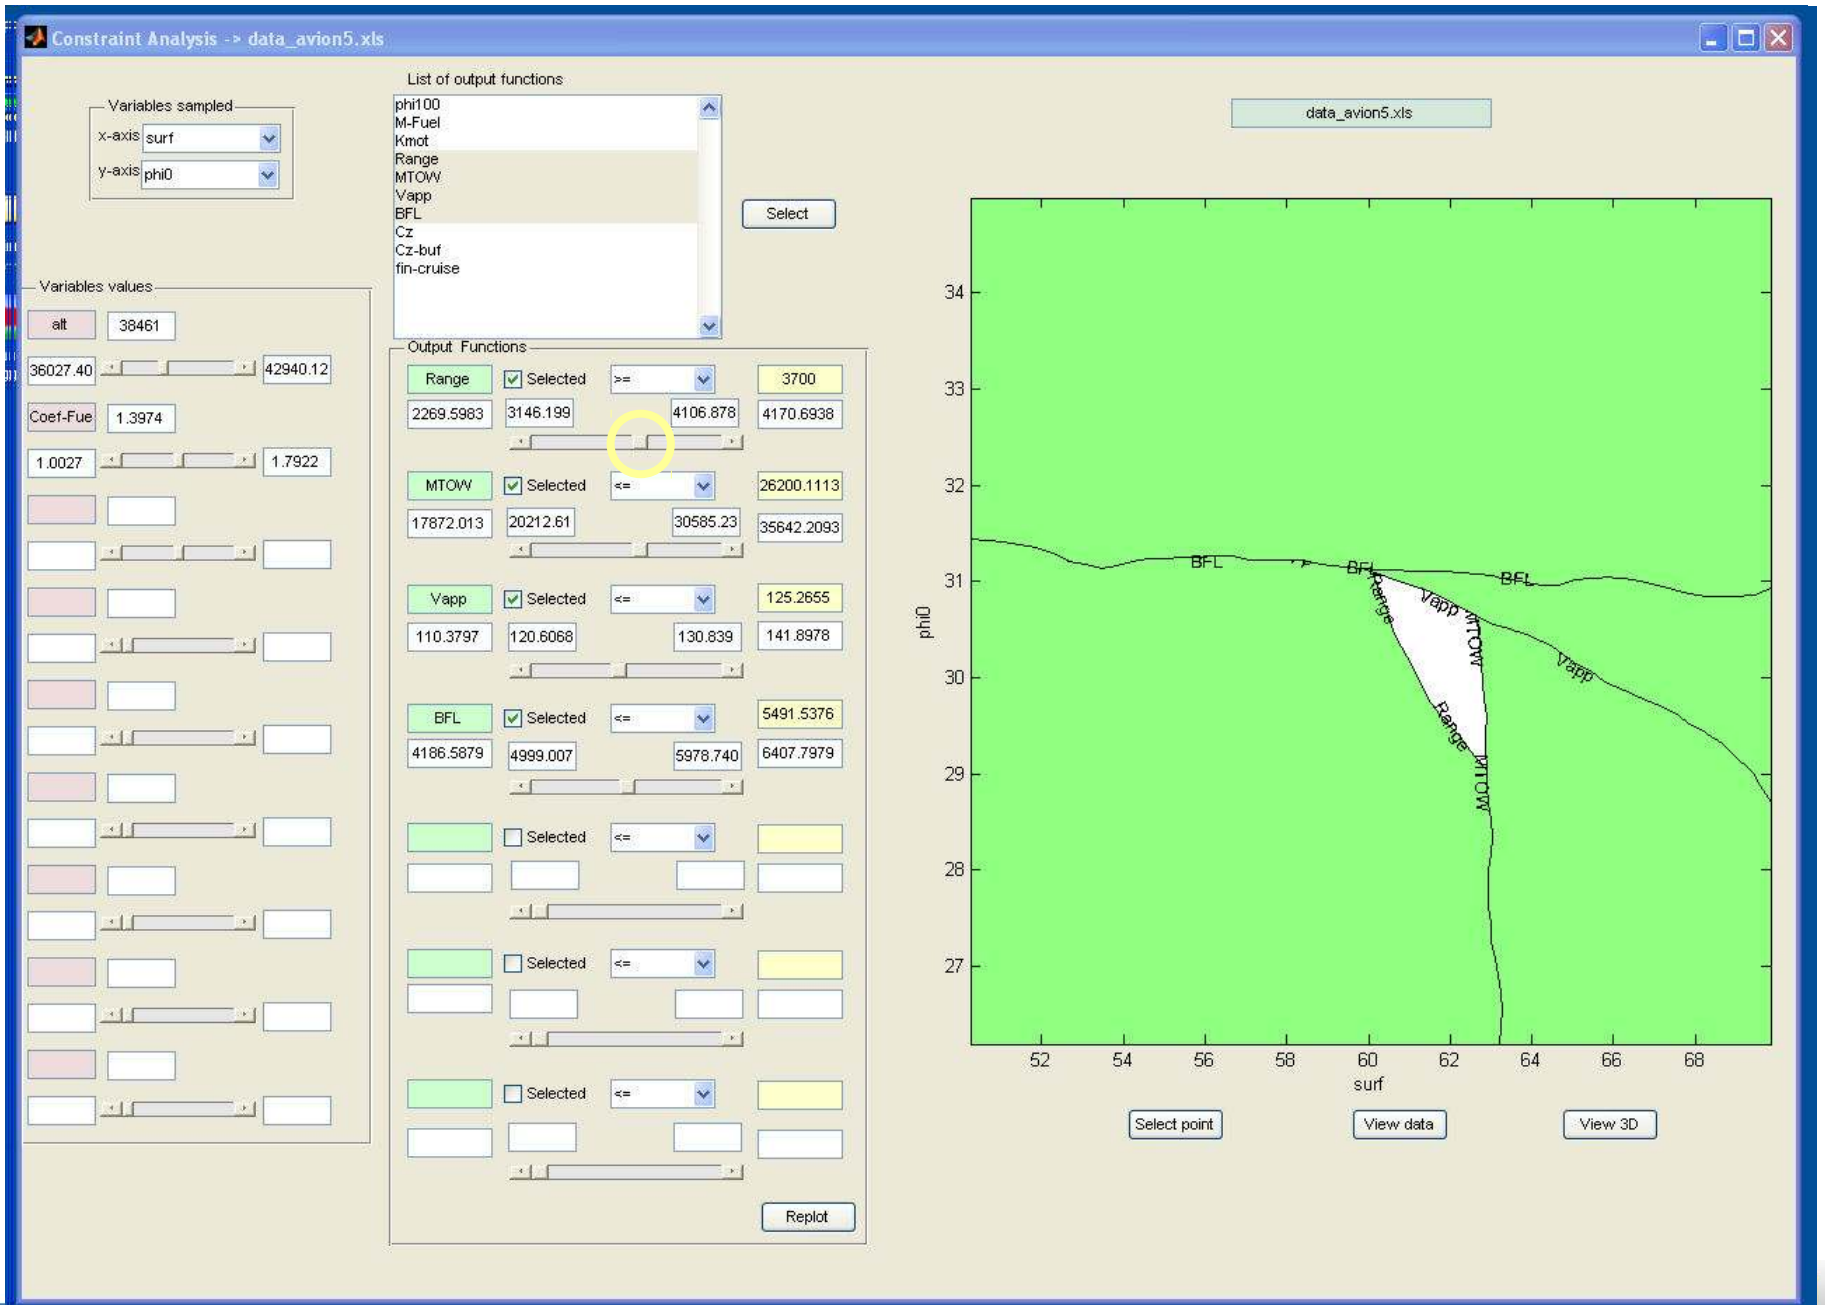 Constraint Analysis -> data_avion5.xls
List of output functions
Variables sampled
x-axis surf
y-axis phi0
phi100
M-Fuel
Kmot
Range
MTOW
Vapp
BFL
Cz
Cz-buf
fin-cruise
Select
data_avion5.xls
Variables values
alt 38461
36027.40 42940.12
Coef-Fue 1.3974
1.0027 1.7922
Output Functions
Range Selected >= 3700
2269.5983 3146.199 4106.878 4170.6938
MTOW Selected <= 26200.1113
17872.013 20212.61 30585.23 35642.2093
Vapp Selected <= 125.2655
110.3797 120.6068 130.839 141.8978
BFL Selected <= 5491.5376
4186.5879 4999.007 5978.740 6407.7979
Selected <=
Selected <=
Selected <=
Replot
34
33
32
31
30
29
28
27
phi0
BFL
BFL
BFL
Range
Vapp
MTOW
Vapp
Range
MTOW
52 54 56 58 60 62 64 66 68
surf
Select point
View data
View 3D